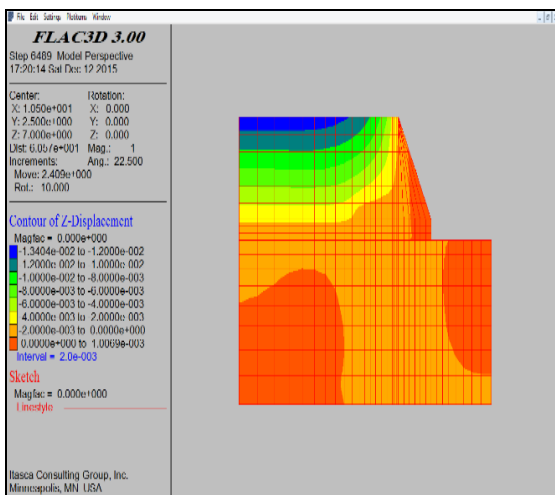 File Edit Settings Plotitems Window
FLAC3D 3.00
Step 6489 Model Perspective
17:20:14 Sat Dec 12 2015
Center: Rotation:
X: 1.050e+001 X: 0.000
Y: 2.500e+000 Y: 0.000
Z: 7.000e+000 Z: 0.000
Dist: 6.057e+001 Mag.: 1
Increments: Ang.: 22.500
Move: 2.409e+000
Rot.: 10.000
Contour of Z-Displacement
Magfac = 0.000e+000
-1.3404e-002 to -1.2000e-002
1.2000e-002 to 1.0000e-002
-1.0000e-002 to -8.0000e-003
-8.0000e-003 to -6.0000e-003
-6.0000e-003 to -4.0000e-003
4.0000e-003 to 2.0000e-003
-2.0000e-003 to 0.0000e+000
0.0000e+000 to 1.0069e-003
Interval = 2.0e-003
Sketch
Magfac = 0.000e+000
Linestyle
Itasca Consulting Group, Inc.
Minneapolis, MN USA